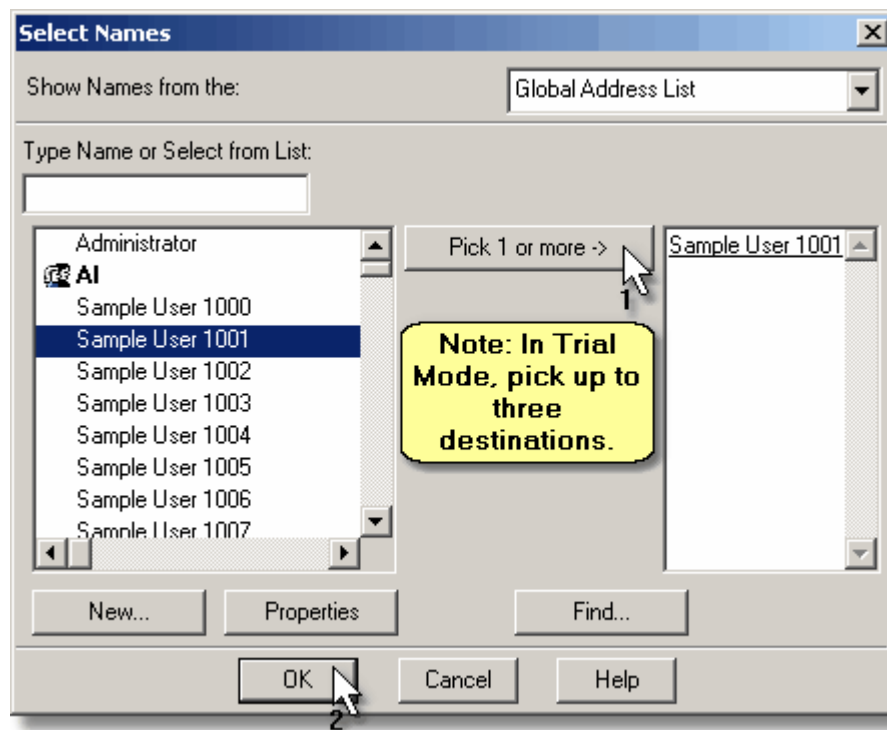 Select Names
Show Names from the:
Global Address List
Type Name or Select from List:
Administrator
AI
Sample User 1000
Sample User 1001
Sample User 1002
Sample User 1003
Sample User 1004
Sample User 1005
Sample User 1006
Sample User 1007
Pick 1 or more ->
1
Note: In Trial
Mode, pick up to
three
destinations.
Sample User 1001
New...
Properties
Find...
OK
2
Cancel
Help